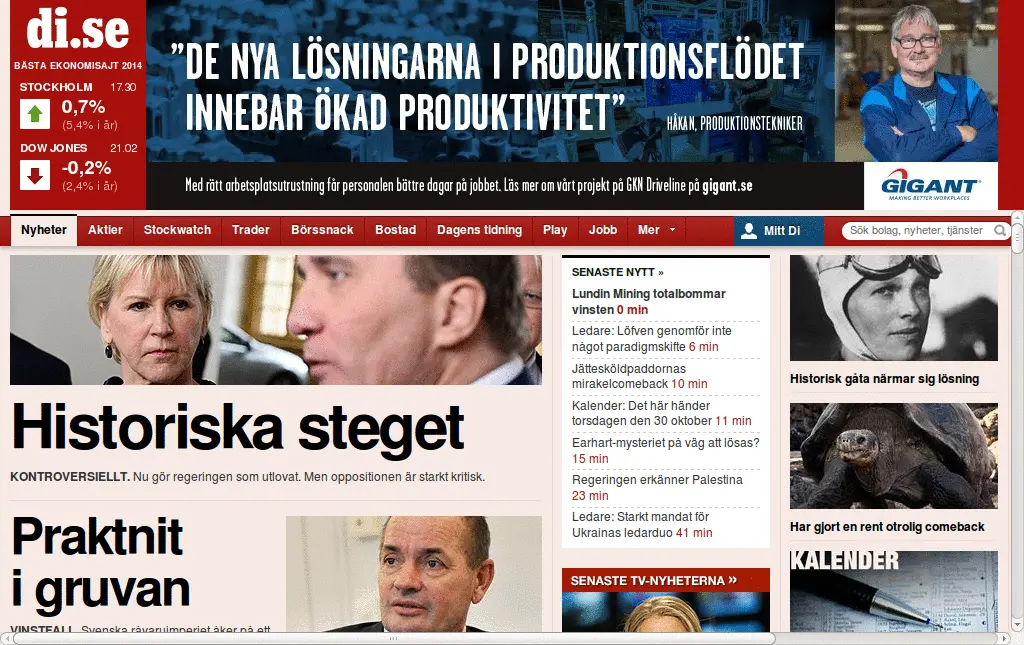 di.se
BÄSTA EKONOMISAJT 2014
STOCKHOLM 17.30
0,7%
(5,4% i år)
DOW JONES 21.02
-0,2%
(2,4% i år)
”DE NYA LÖSNINGARNA I PRODUKTIONSFLÖDET
INNEBAR ÖKAD PRODUKTIVITET”
HÅKAN, PRODUKTIONSTEKNIKER
Med rätt arbetsplatsutrustning får personalen bättre dagar på jobbet. Läs mer om vårt projekt på GKN Driveline på gigant.se
GIGANT
MAKING BETTER WORKPLACES
Nyheter Aktier Stockwatch Trader Börssnack Bostad Dagens tidning Play Jobb Mer Mitt Di Sök bolag, nyheter, tjänster
Historiska steget
KONTROVERSIELLT. Nu gör regeringen som utlovat. Men oppositionen är starkt kritisk.
Praktnit
i gruvan
VINSTFALL. Svenska råvaruimperiet åker på ett
SENASTE NYTT »
Lundin Mining totalbommar
vinsten 0 min
Ledare: Löfven genomför inte
något paradigmskifte 6 min
Jättesköldpaddornas
mirakelcomeback 10 min
Kalender: Det här händer
torsdagen den 30 oktober 11 min
Earhart-mysteriet på väg att lösas?
15 min
Regeringen erkänner Palestina
23 min
Ledare: Starkt mandat för
Ukrainas ledarduo 41 min
SENASTE TV-NYHETERNA »
Historisk gåta närmar sig lösning
Har gjort en rent otrolig comeback
KALENDER